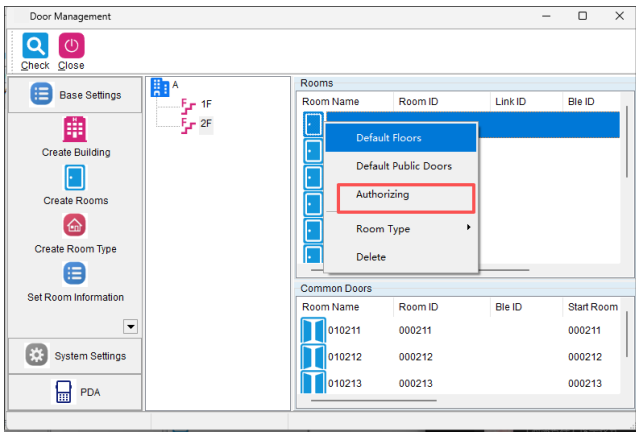 Door Management
Check Close
Base Settings
Create Building
Create Rooms
Create Room Type
Set Room Information
System Settings
PDA
A
1F
2F
Rooms
Room Name Room ID Link ID Ble ID
Default Floors
Default Public Doors
Authorizing
Room Type
Delete
Common Doors
Room Name Room ID Ble ID Start Room
010211 000211 000211
010212 000212 000212
010213 000213 000213